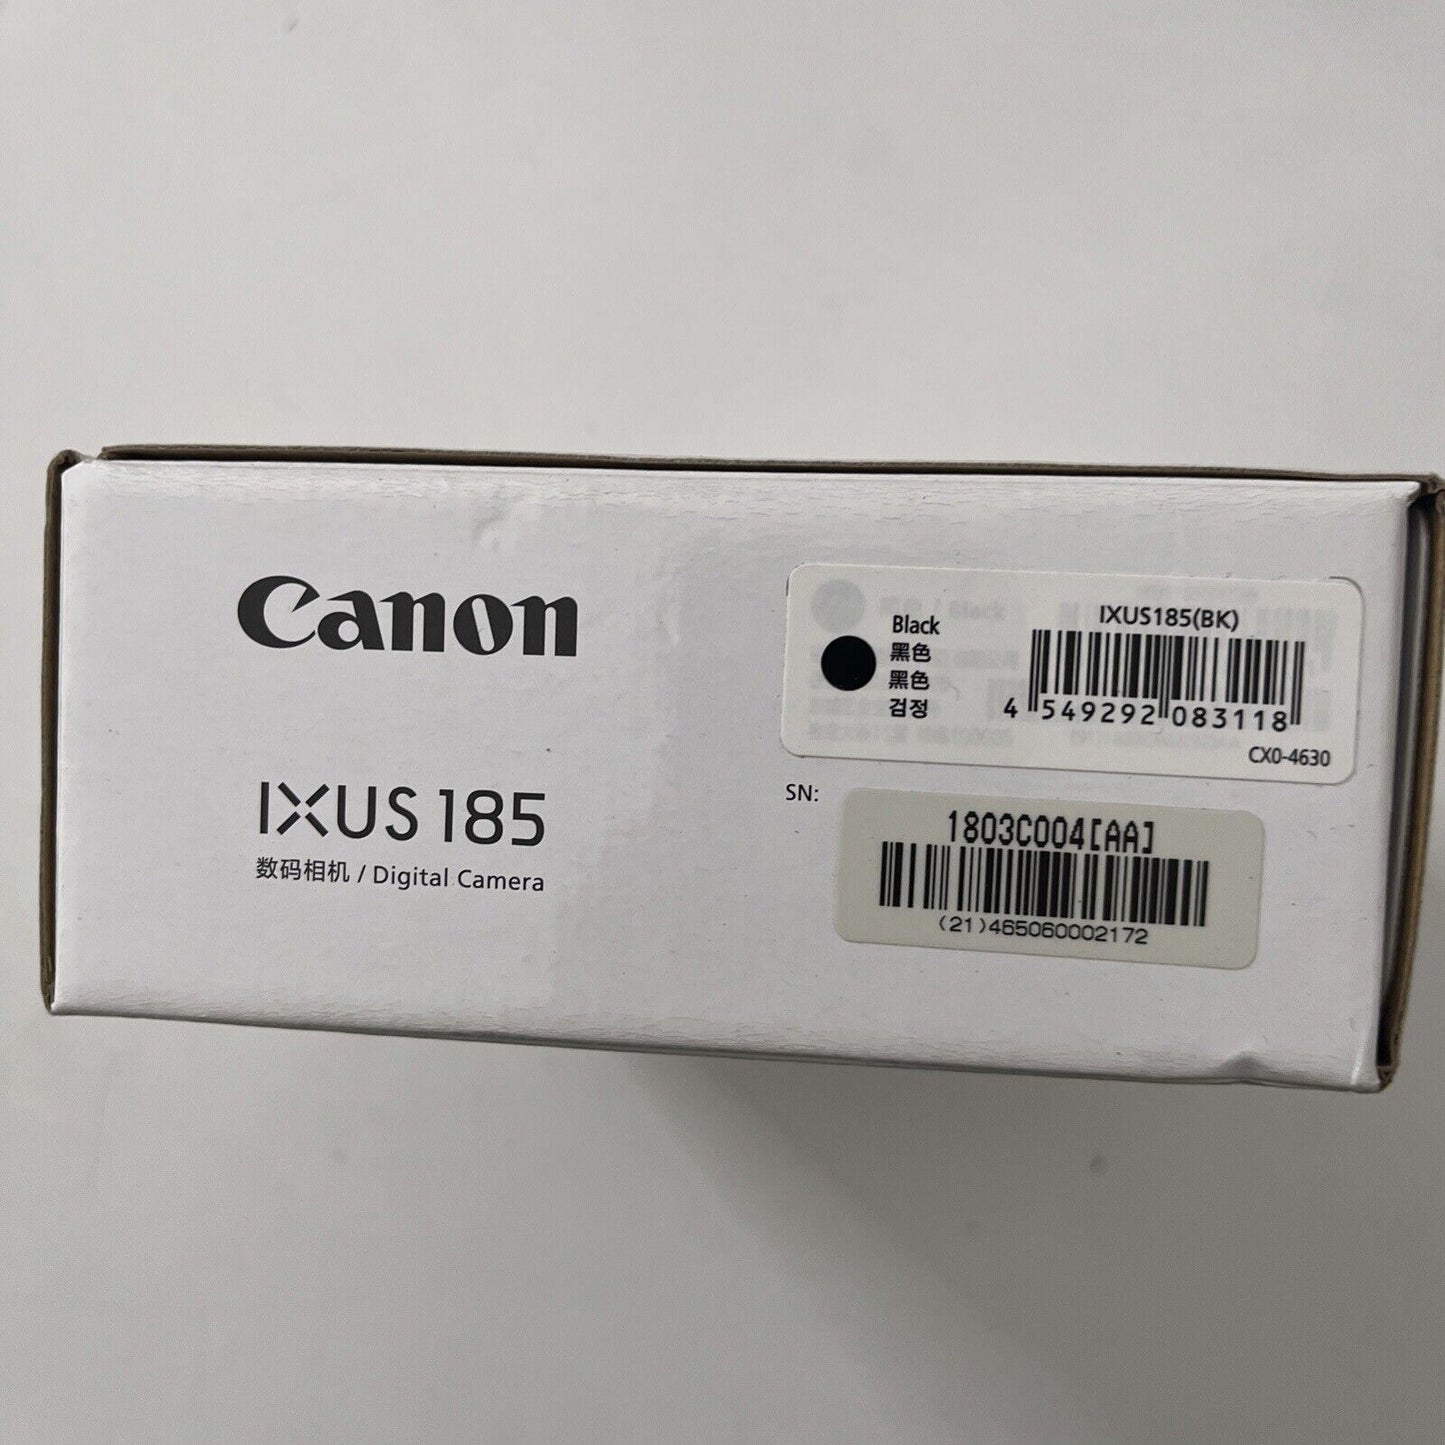 Canon
IXUS 185
数码相机 / Digital Camera
Black
黑色
黑色
검정
IXUS185(BK)
4 549292 083118
CX0-4630
SN:
1803C004[AA]
(21)465060002172